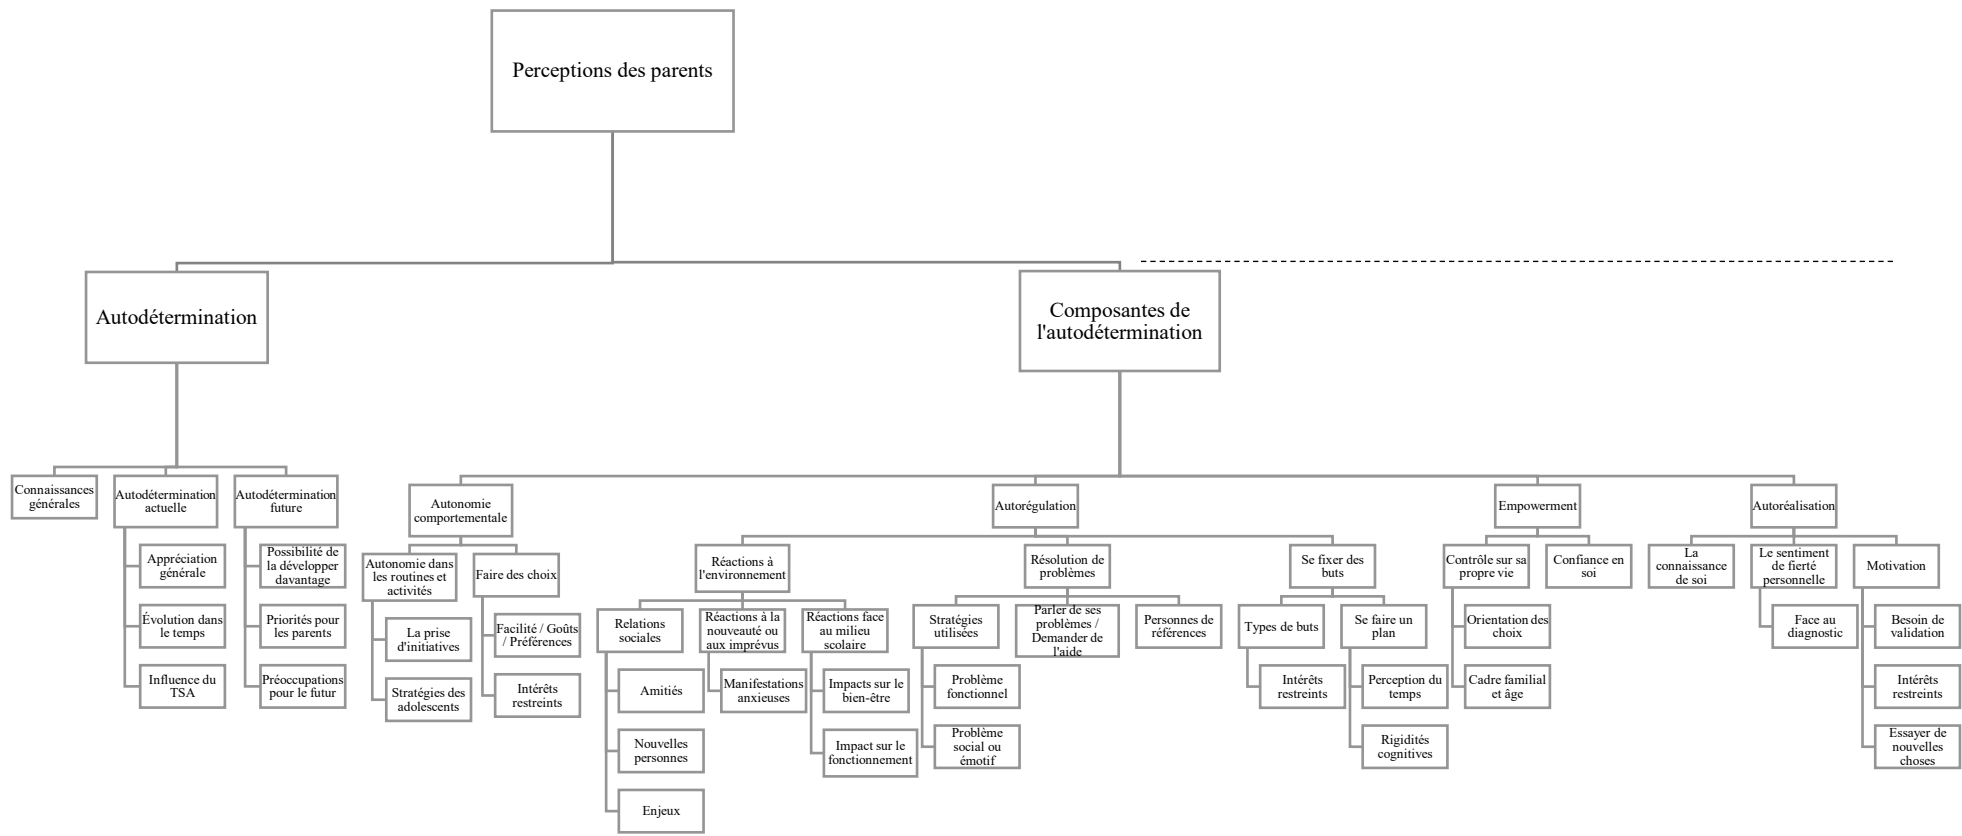 Perceptions des parents
Autodétermination
Composantes de
l'autodétermination
Connaissances
générales
Autodétermination
actuelle
Appréciation
générale
Évolution dans
le temps
Influence du
TSA
Autodétermination
future
Possibilité de
la développer
davantage
Priorités pour
les parents
Préoccupations
pour le futur
Autonomie
comportementale
Autonomie dans
les routines et
activités
La prise
d'initiatives
Stratégies des
adolescents
Faire des choix
Facilité / Goûts
/ Préférences
Intérêts
restreints
Autorégulation
Réactions à
l'environnement
Relations
sociales
Amitiés
Nouvelles
personnes
Enjeux
Réactions à la
nouveauté ou
aux imprévus
Manifestations
anxieuses
Réactions face
au milieu
scolaire
Impacts sur le
bien-être
Impact sur le
fonctionnement
Résolution de
problèmes
Stratégies
utilisées
Problème
fonctionnel
Problème
social ou
émotif
Parler de ses
problèmes /
Demander de
l'aide
Personnes de
références
Se fixer des
buts
Types de buts
Intérêts
restreints
Se faire un
plan
Perception du
temps
Rigidités
cognitives
Empowerment
Contrôle sur sa
propre vie
Orientation des
choix
Cadre familial
et âge
Confiance en
soi
Autoréalisation
La
connaissance
de soi
Le sentiment
de fierté
personnelle
Face au
diagnostic
Motivation
Besoin de
validation
Intérêts
restreints
Essayer de
nouvelles
choses